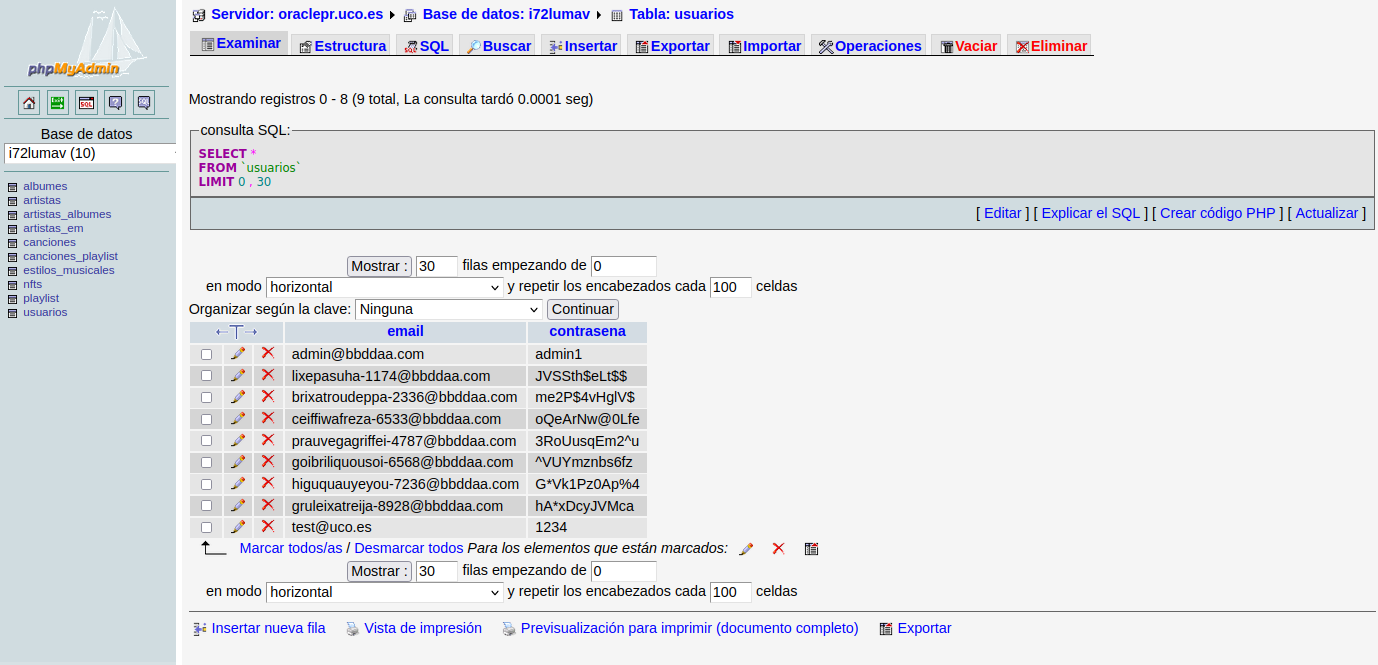 phpMyAdmin
Base de datos
i72lumav (10)
albumes
artistas
artistas_albumes
artistas_em
canciones
canciones_playlist
estilos_musicales
nfts
playlist
usuarios
Servidor: oraclepr.uco.es Base de datos: i72lumav Tabla: usuarios
Examinar Estructura SQL Buscar Insertar Exportar Importar Operaciones Vaciar Eliminar
Mostrando registros 0 - 8 (9 total, La consulta tardó 0.0001 seg)
consulta SQL:
SELECT *
FROM `usuarios`
LIMIT 0 , 30
[ Editar ] [ Explicar el SQL ] [ Crear código PHP ] [ Actualizar ]
Mostrar : 30 filas empezando de 0
en modo horizontal y repetir los encabezados cada 100 celdas
Organizar según la clave: Ninguna Continuar
←T→ email contrasena
admin@bbddaa.com admin1
lixepasuha-1174@bbddaa.com JVSSth$eLt$$
brixatroudeppa-2336@bbddaa.com me2P$4vHglV$
ceiffiwafreza-6533@bbddaa.com oQeArNw@0Lfe
prauvegagriffei-4787@bbddaa.com 3RoUusqEm2^u
goibriliquousoi-6568@bbddaa.com ^VUYmznbs6fz
higuquauyeyou-7236@bbddaa.com G*Vk1Pz0Ap%4
gruleixatreija-8928@bbddaa.com hA*xDcyJVMca
test@uco.es 1234
Marcar todos/as / Desmarcar todos Para los elementos que están marcados:
Mostrar : 30 filas empezando de 0
en modo horizontal y repetir los encabezados cada 100 celdas
Insertar nueva fila Vista de impresión Previsualización para imprimir (documento completo) Exportar